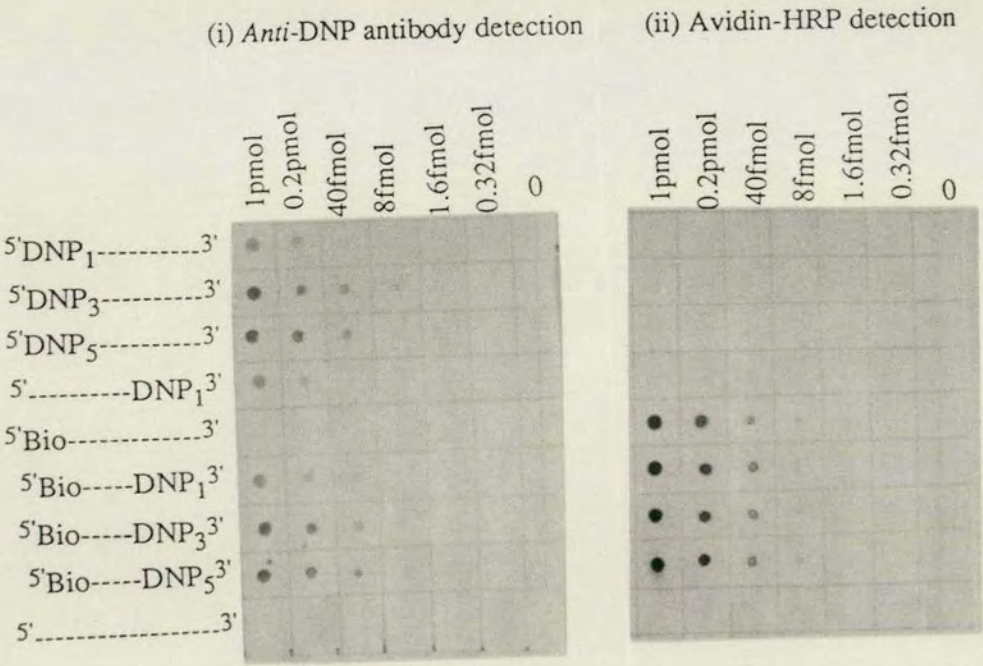 (i) Anti-DNP antibody detection
(ii) Avidin-HRP detection
1pmol
0.2pmol
40fmol
8fmol
1.6fmol
0.32fmol
0
1pmol
0.2pmol
40fmol
8fmol
1.6fmol
0.32fmol
0
5'DNP1----------3'
5'DNP3----------3'
5'DNP5----------3'
5'----------DNP1 3'
5'Bio-------------3'
5'Bio-----DNP1 3'
5'Bio----DNP3 3'
5'Bio-----DNP5 3'
5'------------------3'